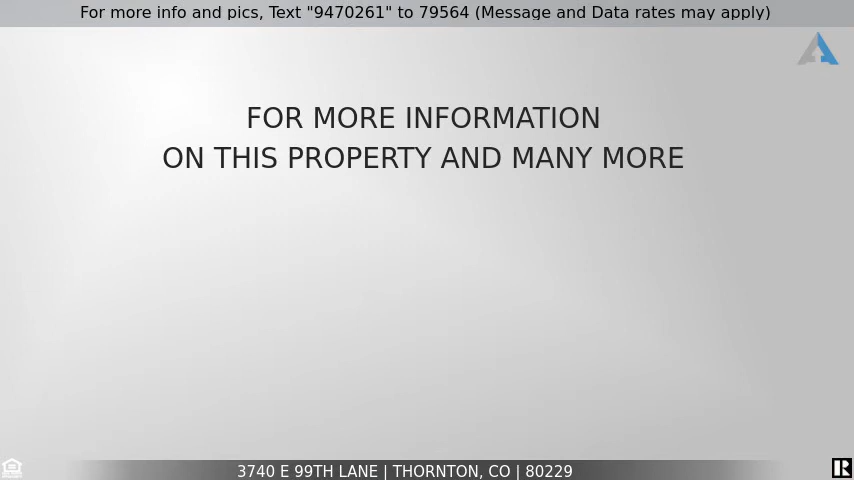 For more info and pics, Text "9470261" to 79564 (Message and Data rates may apply)
FOR MORE INFORMATION
ON THIS PROPERTY AND MANY MORE
3740 E 99TH LANE | THORNTON, CO | 80229